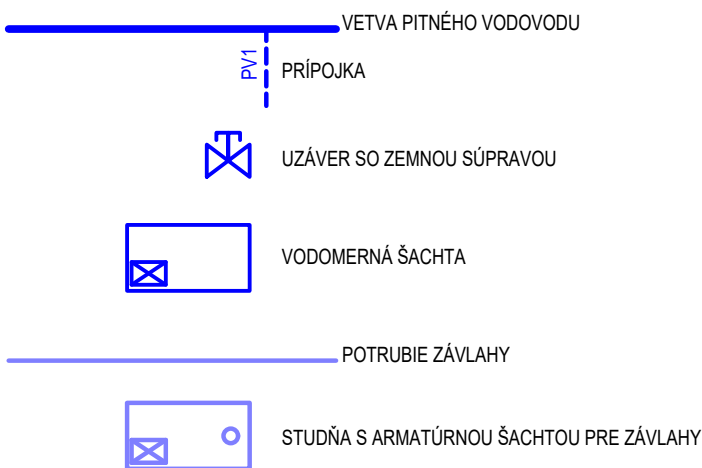 VETVA PITNÉHO VODOVODU
PV1
PRÍPOJKA
UZÁVER SO ZEMNOU SÚPRAVOU
VODOMERNÁ ŠACHTA
POTRUBIE ZÁVLAHY
STUDŇA S ARMATÚRNOU ŠACHTOU PRE ZÁVLAHY